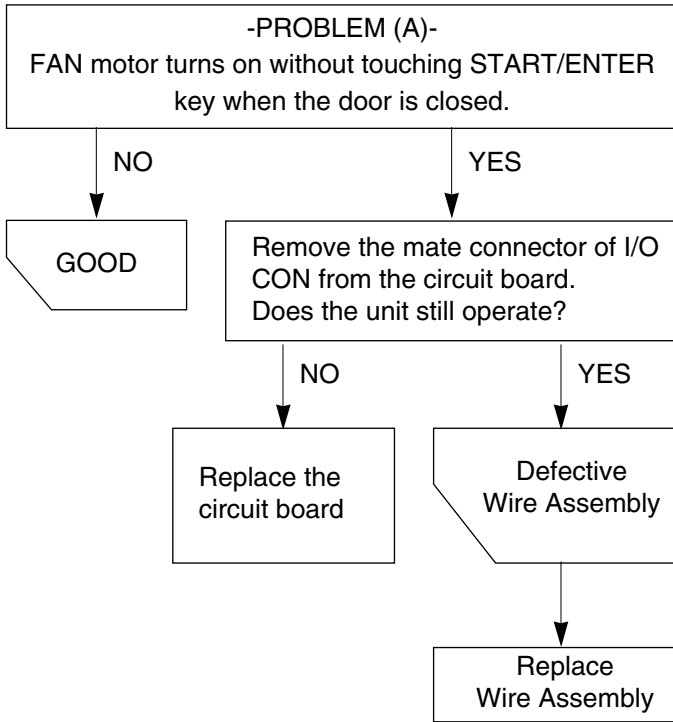 -PROBLEM (A)-
FAN motor turns on without touching START/ENTER
key when the door is closed.
NO
YES
GOOD
Remove the mate connector of I/O
CON from the circuit board.
Does the unit still operate?
NO
YES
Replace the
circuit board
Defective
Wire Assembly
Replace
Wire Assembly